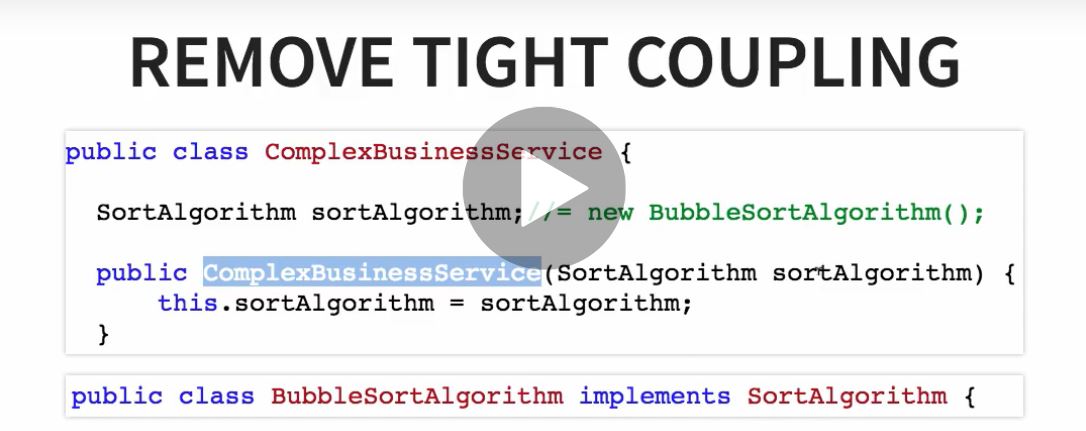 REMOVE TIGHT COUPLING
public class ComplexBusinessService {
SortAlgorithm sortAlgorithm;//= new BubbleSortAlgorithm();
public ComplexBusinessService(SortAlgorithm sortAlgorithm) {
this.sortAlgorithm = sortAlgorithm;
}
public class BubbleSortAlgorithm implements SortAlgorithm {